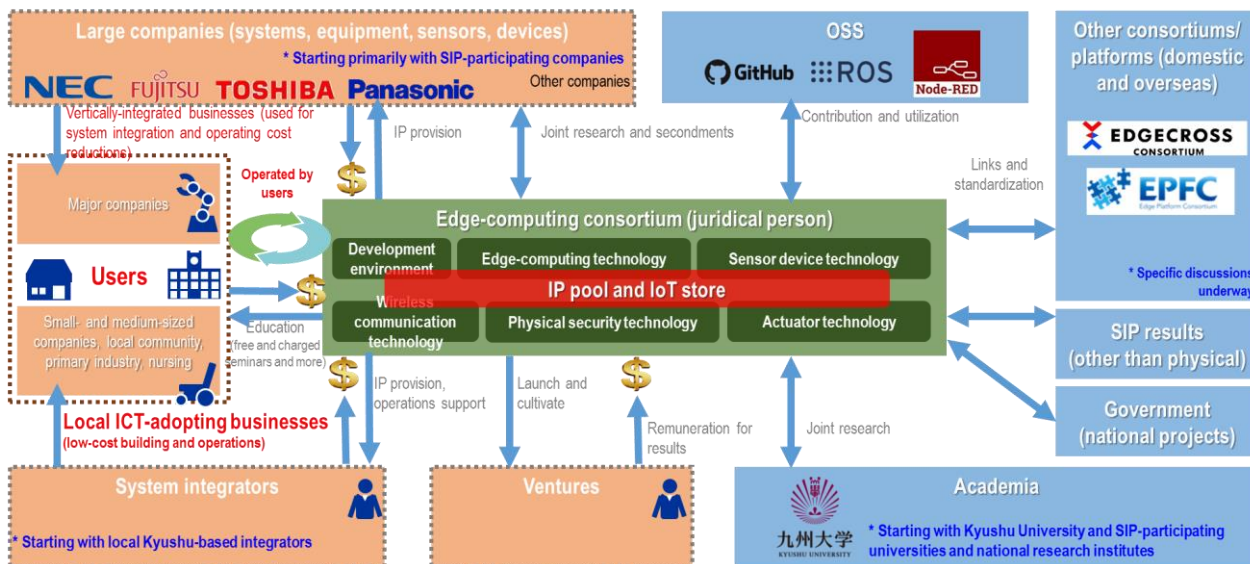 Large companies (systems, equipment, sensors, devices)
* Starting primarily with SIP-participating companies
NEC
FUJITSU
TOSHIBA
Panasonic
Other companies
OSS
GitHub
ROS
Node-RED
Other consortiums/
platforms (domestic
and overseas)
EDGECROSS
CONSORTIUM
EPFC
Edge Platform Consortium
* Specific discussions
underway
Vertically-integrated businesses (used for
system integration and operating cost
reductions)
IP provision
Joint research and secondments
Contribution and utilization
Links and
standardization
Major companies
Users
Small- and medium-sized
companies, local community,
primary industry, nursing
Operated by
users
Edge-computing consortium (juridical person)
Development
environment
Edge-computing technology
Sensor device technology
IP pool and IoT store
Wireless
communication
technology
Physical security technology
Actuator technology
Education
(free and charged
seminars and more)
SIP results
(other than physical)
Government
(national projects)
Local ICT-adopting businesses
(low-cost building and operations)
IP provision,
operations support
Launch and
cultivate
Remuneration for
results
Joint research
System integrators
* Starting with local Kyushu-based integrators
Ventures
Academia
九州大学
KYUSHU UNIVERSITY
* Starting with Kyushu University and SIP-participating
universities and national research institutes